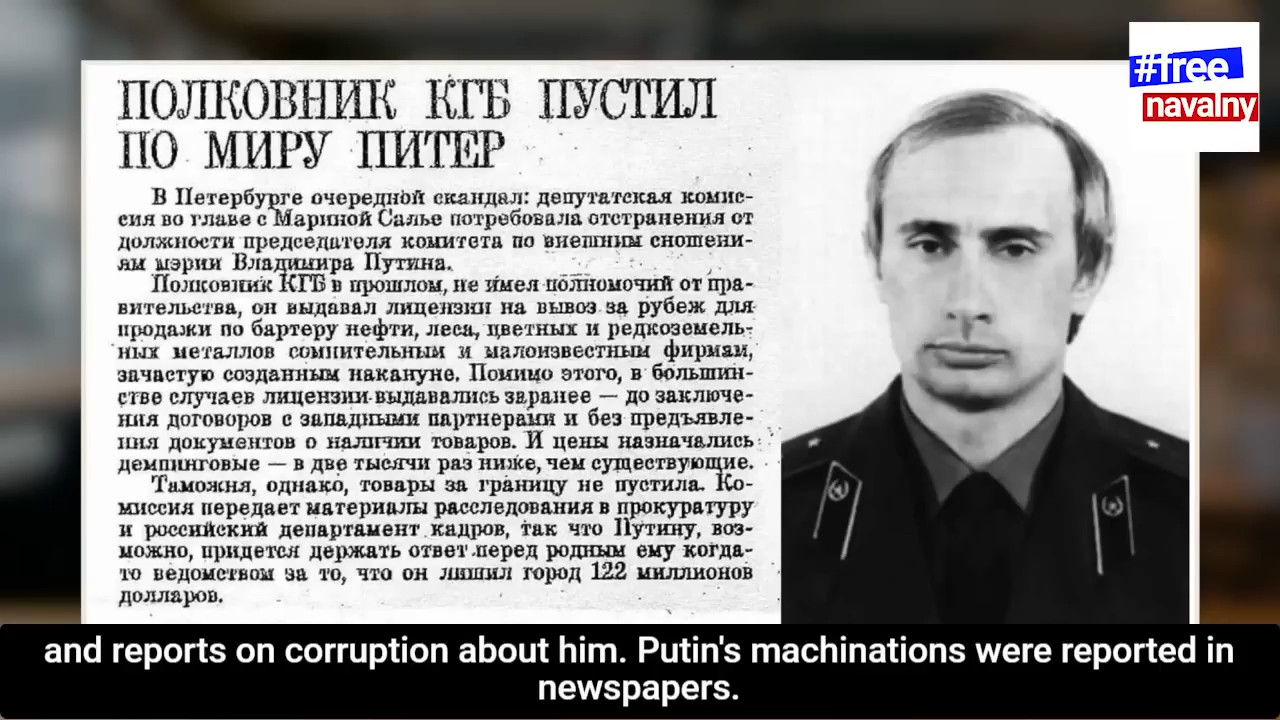 #free
navalny
ПОЛКОВНИК КГБ ПУСТИЛ
ПО МИРУ ПИТЕР
В Петербурге очередной скандал: депутатская комис-
сия во главе с Мариной Салье потребовала отстранения от
должности председателя комитета по внешним сношени-
ям мэрии Владимира Путина.
Полковник КГБ в прошлом, не имея полномочий от пра-
вительства, он выдавал лицензии на вывоз за рубеж для
продажи по бартеру нефти, леса, цветных и редкоземель-
ных металлов сомнительным и малоизвестным фирмам,
зачастую созданным накануне. Помимо этого, в большин-
стве случаев лицензии выдавались заранее — до заключе-
ния договоров с западными партнерами и без предъявле-
ния документов о наличии товаров. И цены назначались
демпинговые — в две тысячи раз ниже, чем существующие.
Таможня, однако, товары за границу не пустила. Ко-
миссия передает материалы расследования в прокуратуру
и российский департамент кадров, так что Путину, воз-
можно, придется держать ответ перед родным ему когда-
то ведомством за то, что он лишил город 122 миллионов
долларов.
and reports on corruption about him. Putin's machinations were reported in
newspapers.